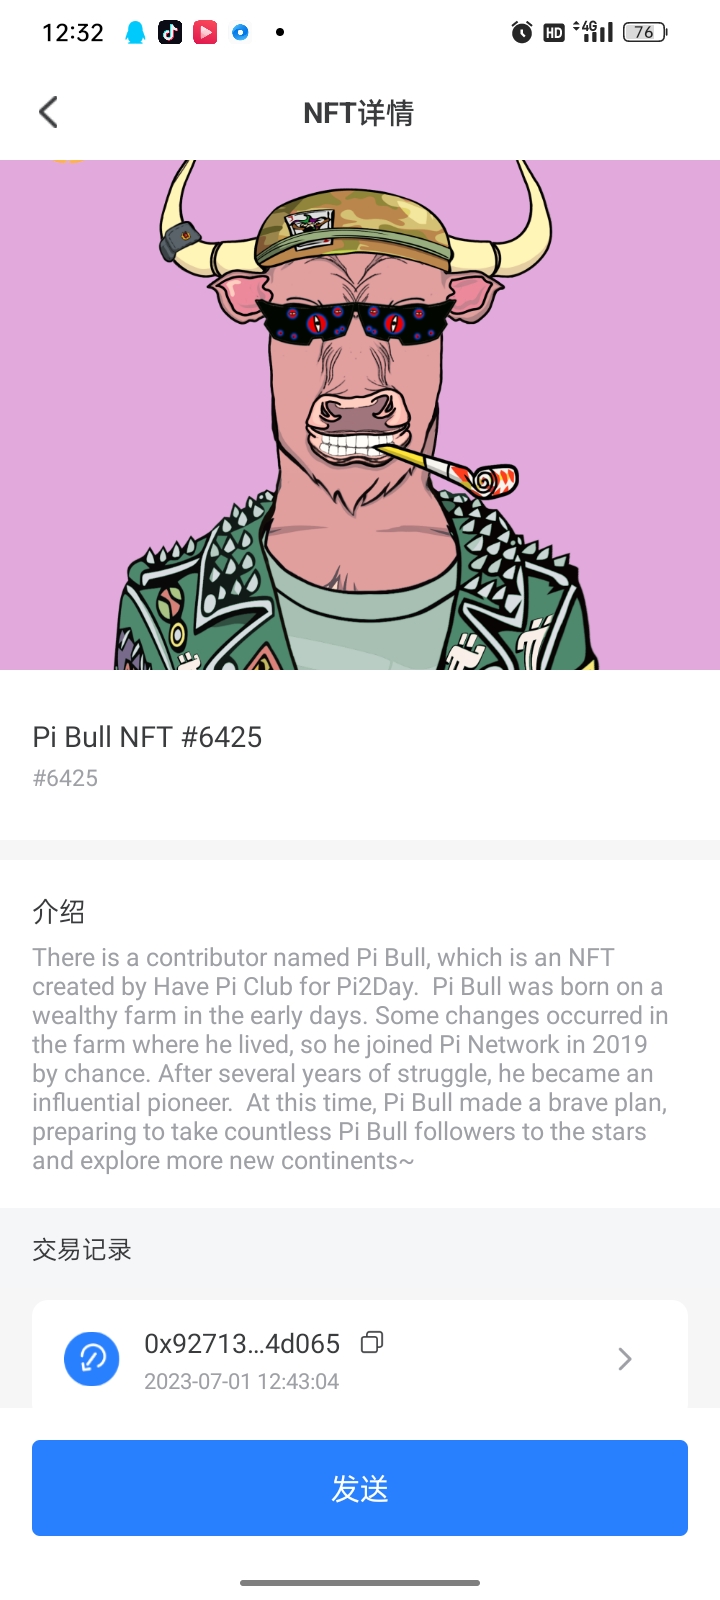 12:32
HD 4G 76
NFT详情
Pi Bull NFT #6425
#6425
介绍
There is a contributor named Pi Bull, which is an NFT
created by Have Pi Club for Pi2Day.  Pi Bull was born on a
wealthy farm in the early days. Some changes occurred in
the farm where he lived, so he joined Pi Network in 2019
by chance. After several years of struggle, he became an
influential pioneer.  At this time, Pi Bull made a brave plan,
preparing to take countless Pi Bull followers to the stars
and explore more new continents~
交易记录
0x92713...4d065
2023-07-01 12:43:04
发送